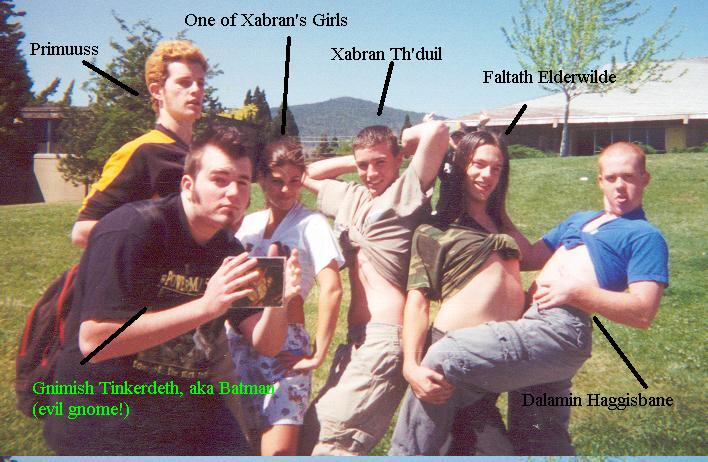 One of Xabran's Girls
Primuuss
Xabran Th'duil
Faltath Elderwilde
Gnimish Tinkerdeth, aka Batman
(evil gnome!)
Dalamin Haggisbane